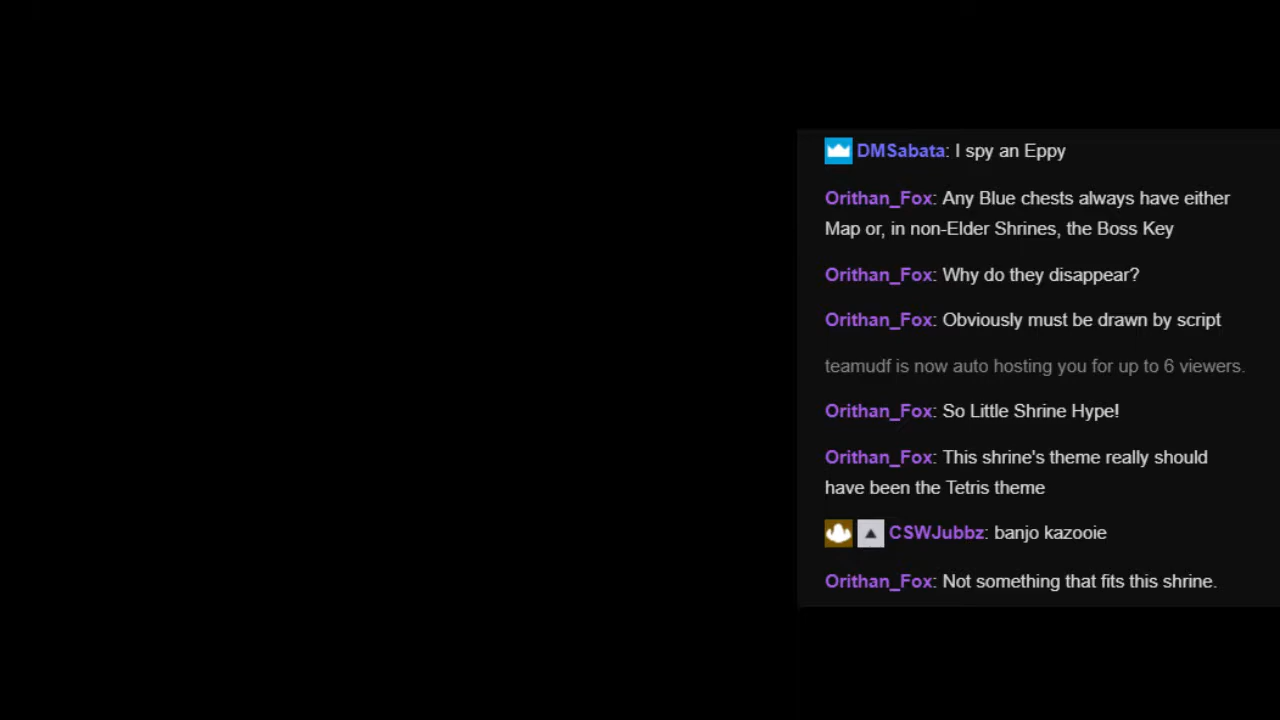 DMSabata: I spy an Eppy
Orithan_Fox: Any Blue chests always have either
Map or, in non-Elder Shrines, the Boss Key
Orithan_Fox: Why do they disappear?
Orithan_Fox: Obviously must be drawn by script
teamudf is now auto hosting you for up to 6 viewers.
Orithan_Fox: So Little Shrine Hype!
Orithan_Fox: This shrine's theme really should
have been the Tetris theme
CSWJubbz: banjo kazooie
Orithan_Fox: Not something that fits this shrine.